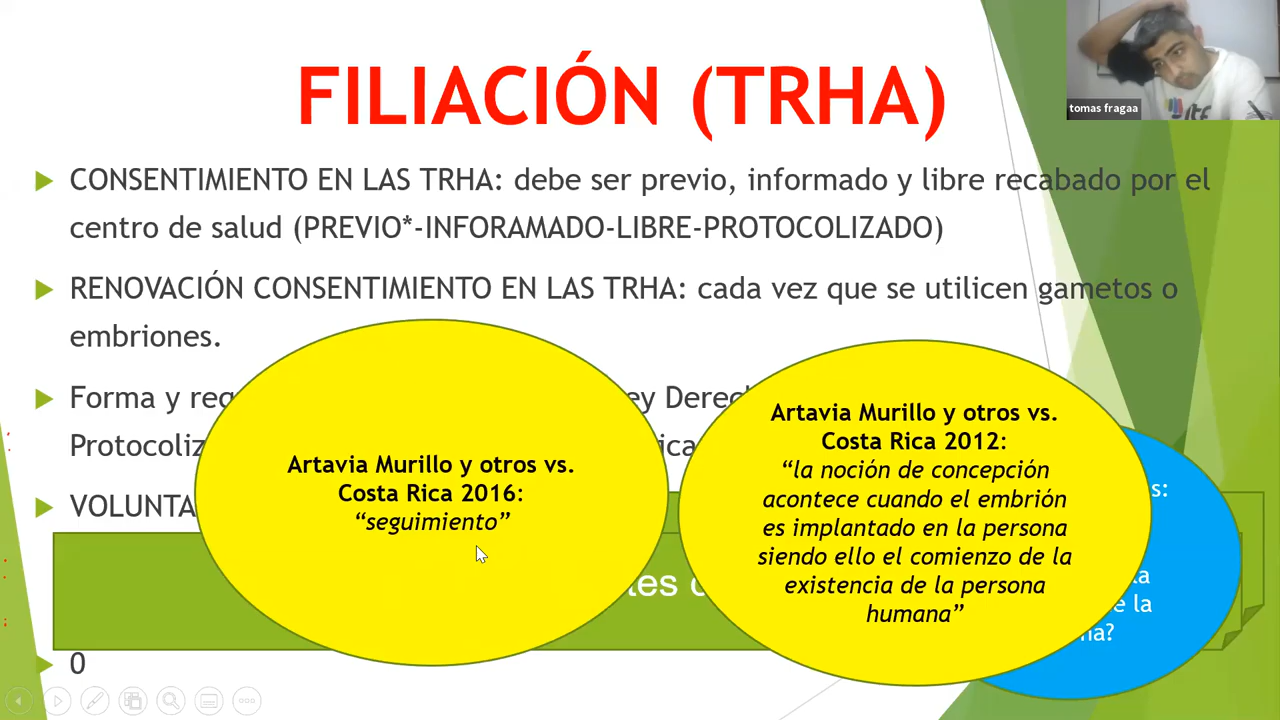 FILIACIÓN (TRHA)
tomas fragaa
CONSENTIMIENTO EN LAS TRHA: debe ser previo, informado y libre recabado por el
centro de salud (PREVIO*-INFORAMADO-LIBRE-PROTOCOLIZADO)
RENOVACIÓN CONSENTIMIENTO EN LAS TRHA: cada vez que se utilicen gametos o
embriones.
Forma y
Artavia Murillo y otros vs.
Costa Rica 2016:
“seguimiento”
Artavia Murillo y otros vs.
Costa Rica 2012:
“la noción de concepción
acontece cuando el embrión
es implantado en la persona
siendo ello el comienzo de la
existencia de la persona
humana”
la
0